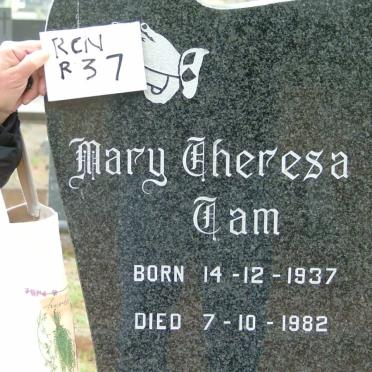 RCN
R37
Mary Theresa
Tam
BORN 14-12-1937
DIED 7-10-1982